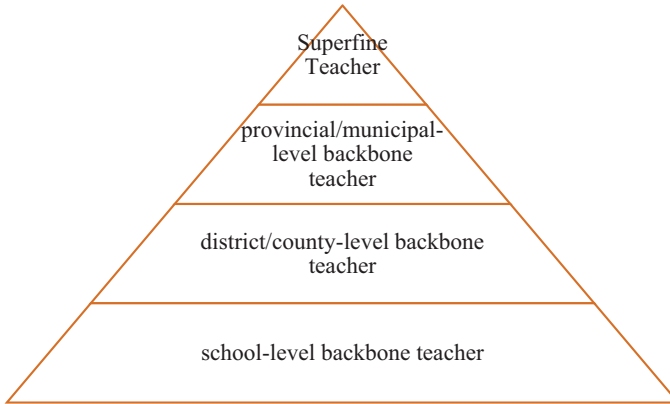 Superfine
Teacher
provincial/municipal-
level backbone
teacher
district/county-level backbone
teacher
school-level backbone teacher